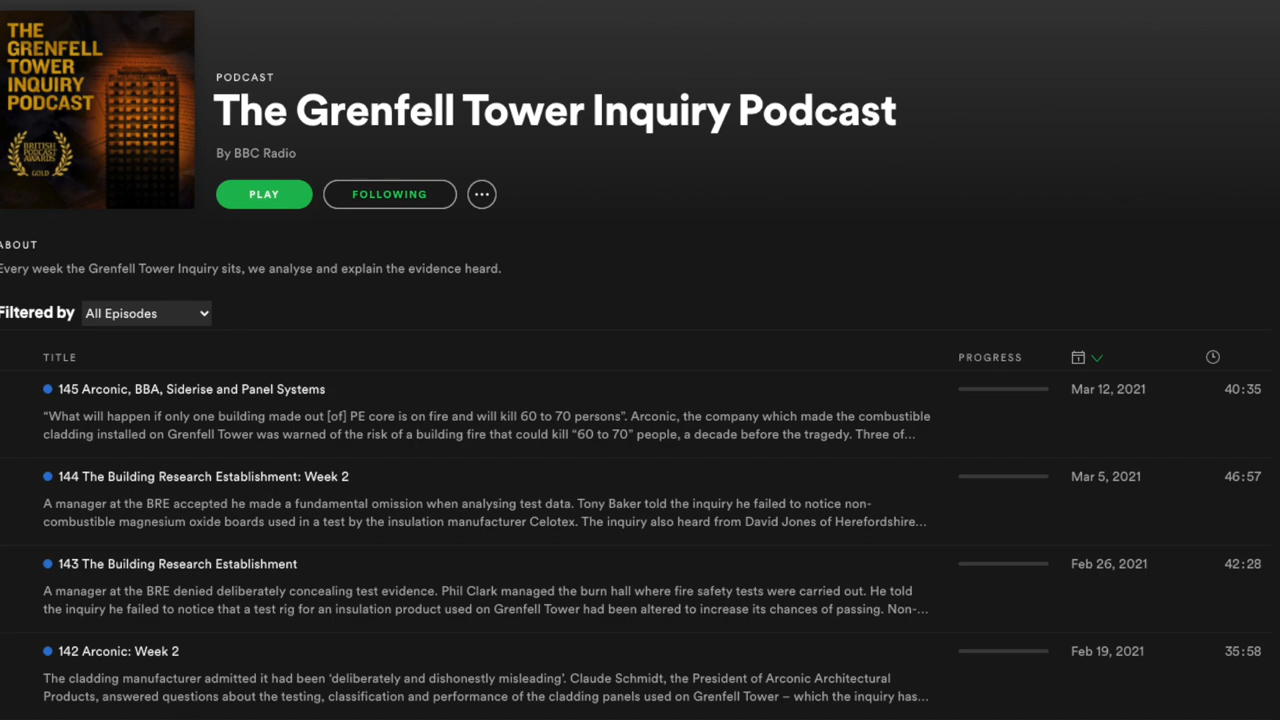 THE
GRENFELL
TOWER
INQUIRY
PODCAST
BRITISH
PODCAST
AWARDS
GOLD
PODCAST
The Grenfell Tower Inquiry Podcast
By BBC Radio
PLAY
FOLLOWING
ABOUT
Every week the Grenfell Tower Inquiry sits, we analyse and explain the evidence heard.
Filtered by All Episodes
TITLE PROGRESS
145 Arconic, BBA, Siderise and Panel Systems Mar 12, 2021 40:35
“What will happen if only one building made out [of] PE core is on fire and will kill 60 to 70 persons”. Arconic, the company which made the combustible
cladding installed on Grenfell Tower was warned of the risk of a building fire that could kill “60 to 70” people, a decade before the tragedy. Three of...
144 The Building Research Establishment: Week 2 Mar 5, 2021 46:57
A manager at the BRE accepted he made a fundamental omission when analysing test data. Tony Baker told the inquiry he failed to notice non-
combustible magnesium oxide boards used in a test by the insulation manufacturer Celotex. The inquiry also heard from David Jones of Herefordshire...
143 The Building Research Establishment Feb 26, 2021 42:28
A manager at the BRE denied deliberately concealing test evidence. Phil Clark managed the burn hall where fire safety tests were carried out. He told
the inquiry he failed to notice that a test rig for an insulation product used on Grenfell Tower had been altered to increase its chances of passing. Non-...
142 Arconic: Week 2 Feb 19, 2021 35:58
The cladding manufacturer admitted it had been ‘deliberately and dishonestly misleading’. Claude Schmidt, the President of Arconic Architectural
Products, answered questions about the testing, classification and performance of the cladding panels used on Grenfell Tower – which the inquiry has...